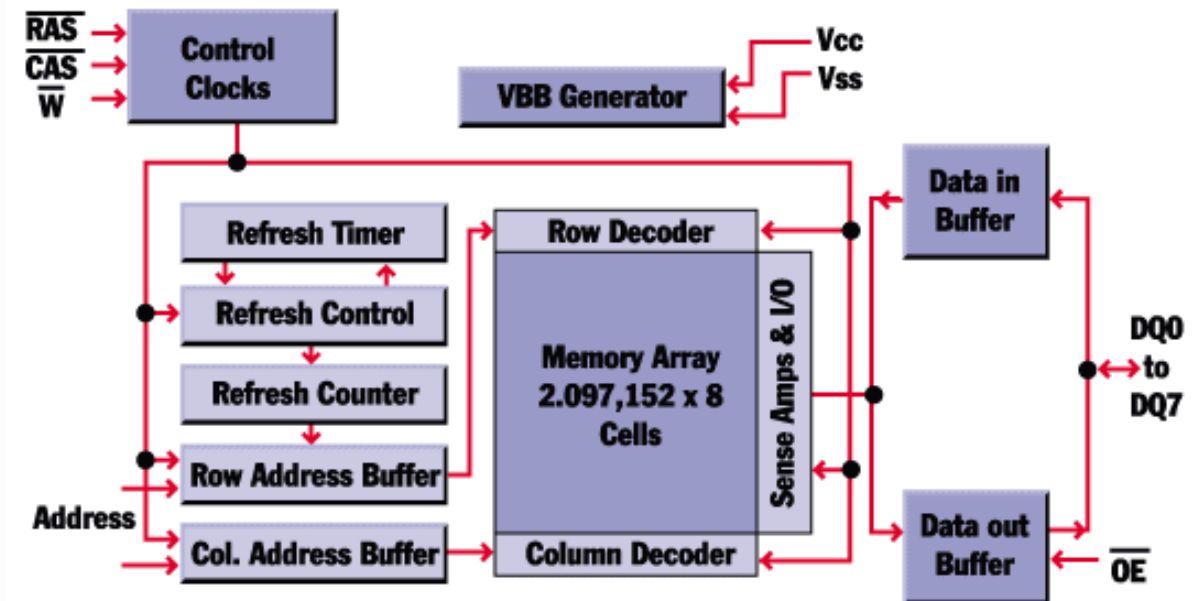 RAS
CAS
W
Control
Clocks
VBB Generator
Vcc
Vss
Data in
Buffer
Refresh Timer
Refresh Control
Refresh Counter
Row Address Buffer
Address
Col. Address Buffer
Row Decoder
Memory Array
2.097,152 x 8
Cells
Sense Amps & I/O
Column Decoder
DQ0
to
DQ7
Data out
Buffer
OE